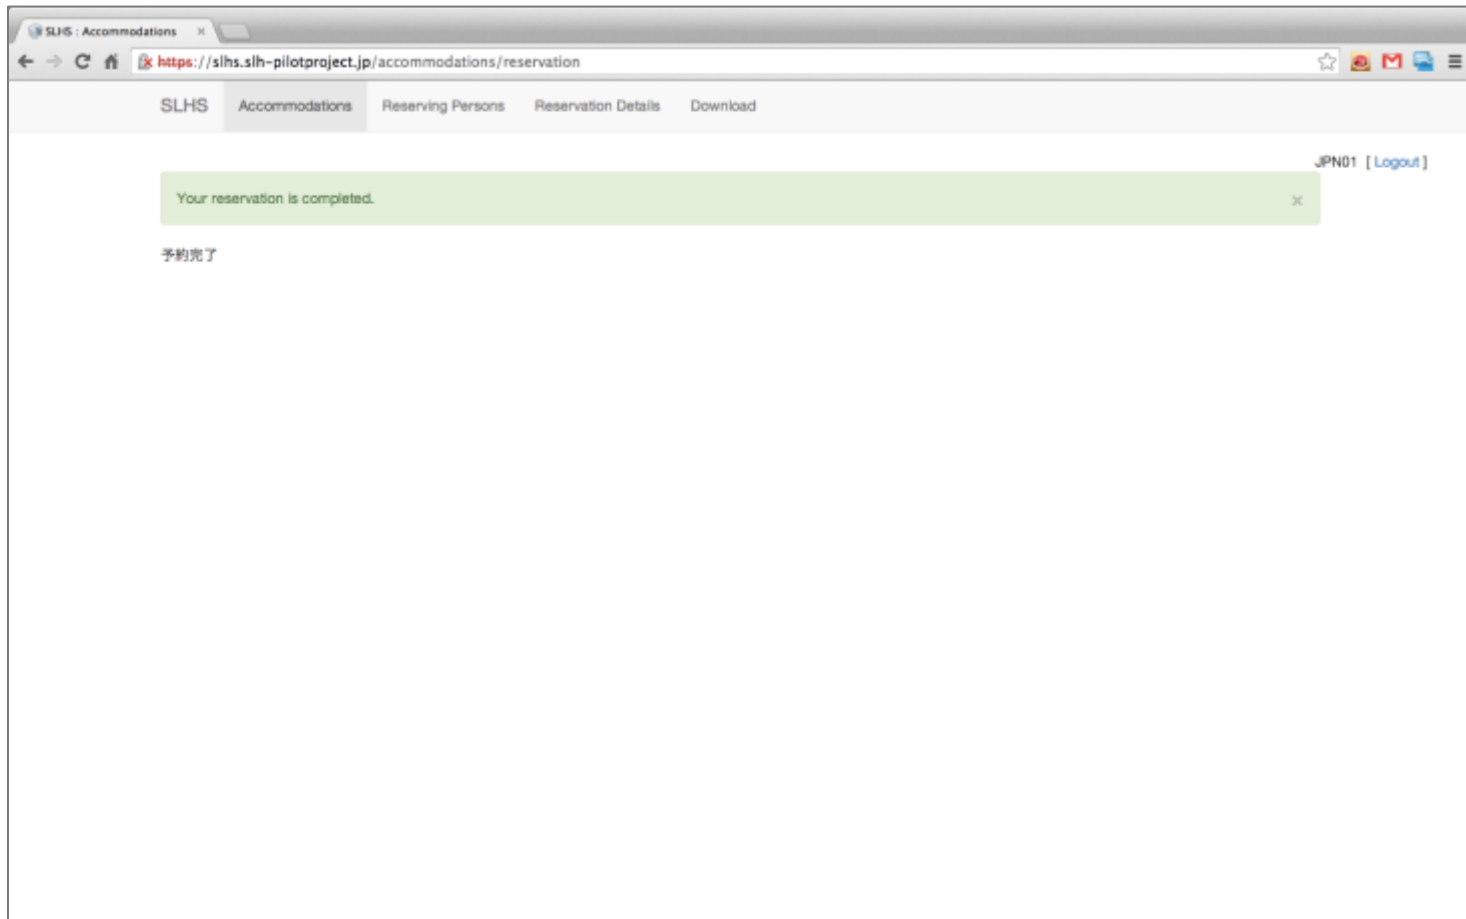 SLHS : Accommodations
https://slhs.slh-pilotproject.jp/accommodations/reservation
SLHS Accommodations Reserving Persons Reservation Details Download
JPN01 [ Logout ]
Your reservation is completed. ×
予約完了